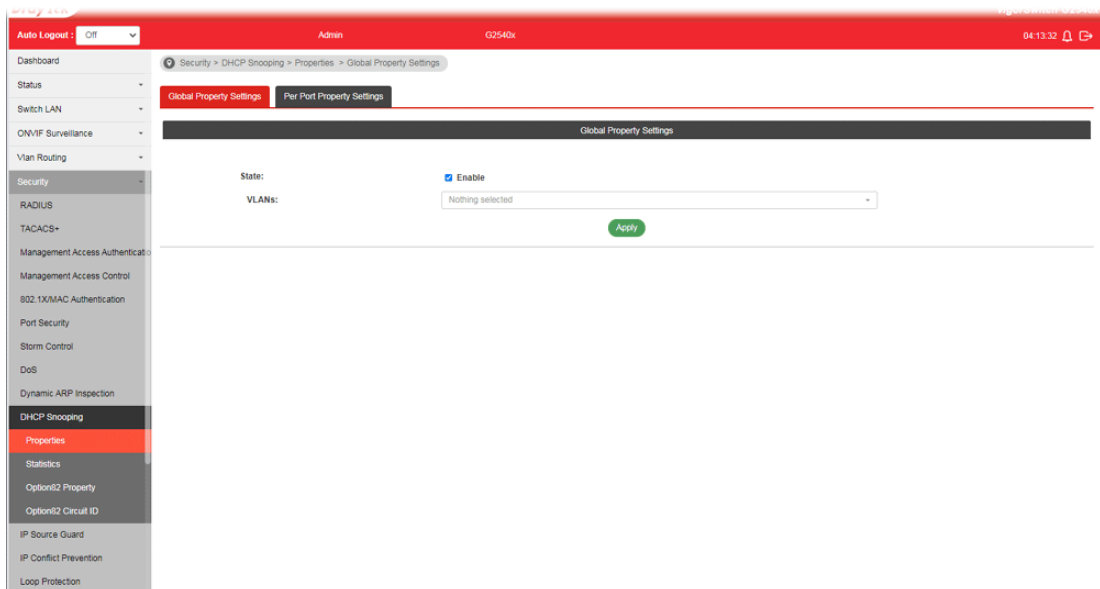 Auto Logout : Off Admin G2540x 04:13:32
Dashboard
Status
Switch LAN
ONVIF Surveillance
Vlan Routing
Security
RADIUS
TACACS+
Management Access Authenticatio
Management Access Control
802.1X/MAC Authentication
Port Security
Storm Control
DoS
Dynamic ARP Inspection
DHCP Snooping
Properties
Statistics
Option82 Property
Option82 Circuit ID
IP Source Guard
IP Conflict Prevention
Loop Protection
Security > DHCP Snooping > Properties > Global Property Settings
Global Property Settings Per Port Property Settings
Global Property Settings
State: Enable
VLANs: Nothing selected
Apply